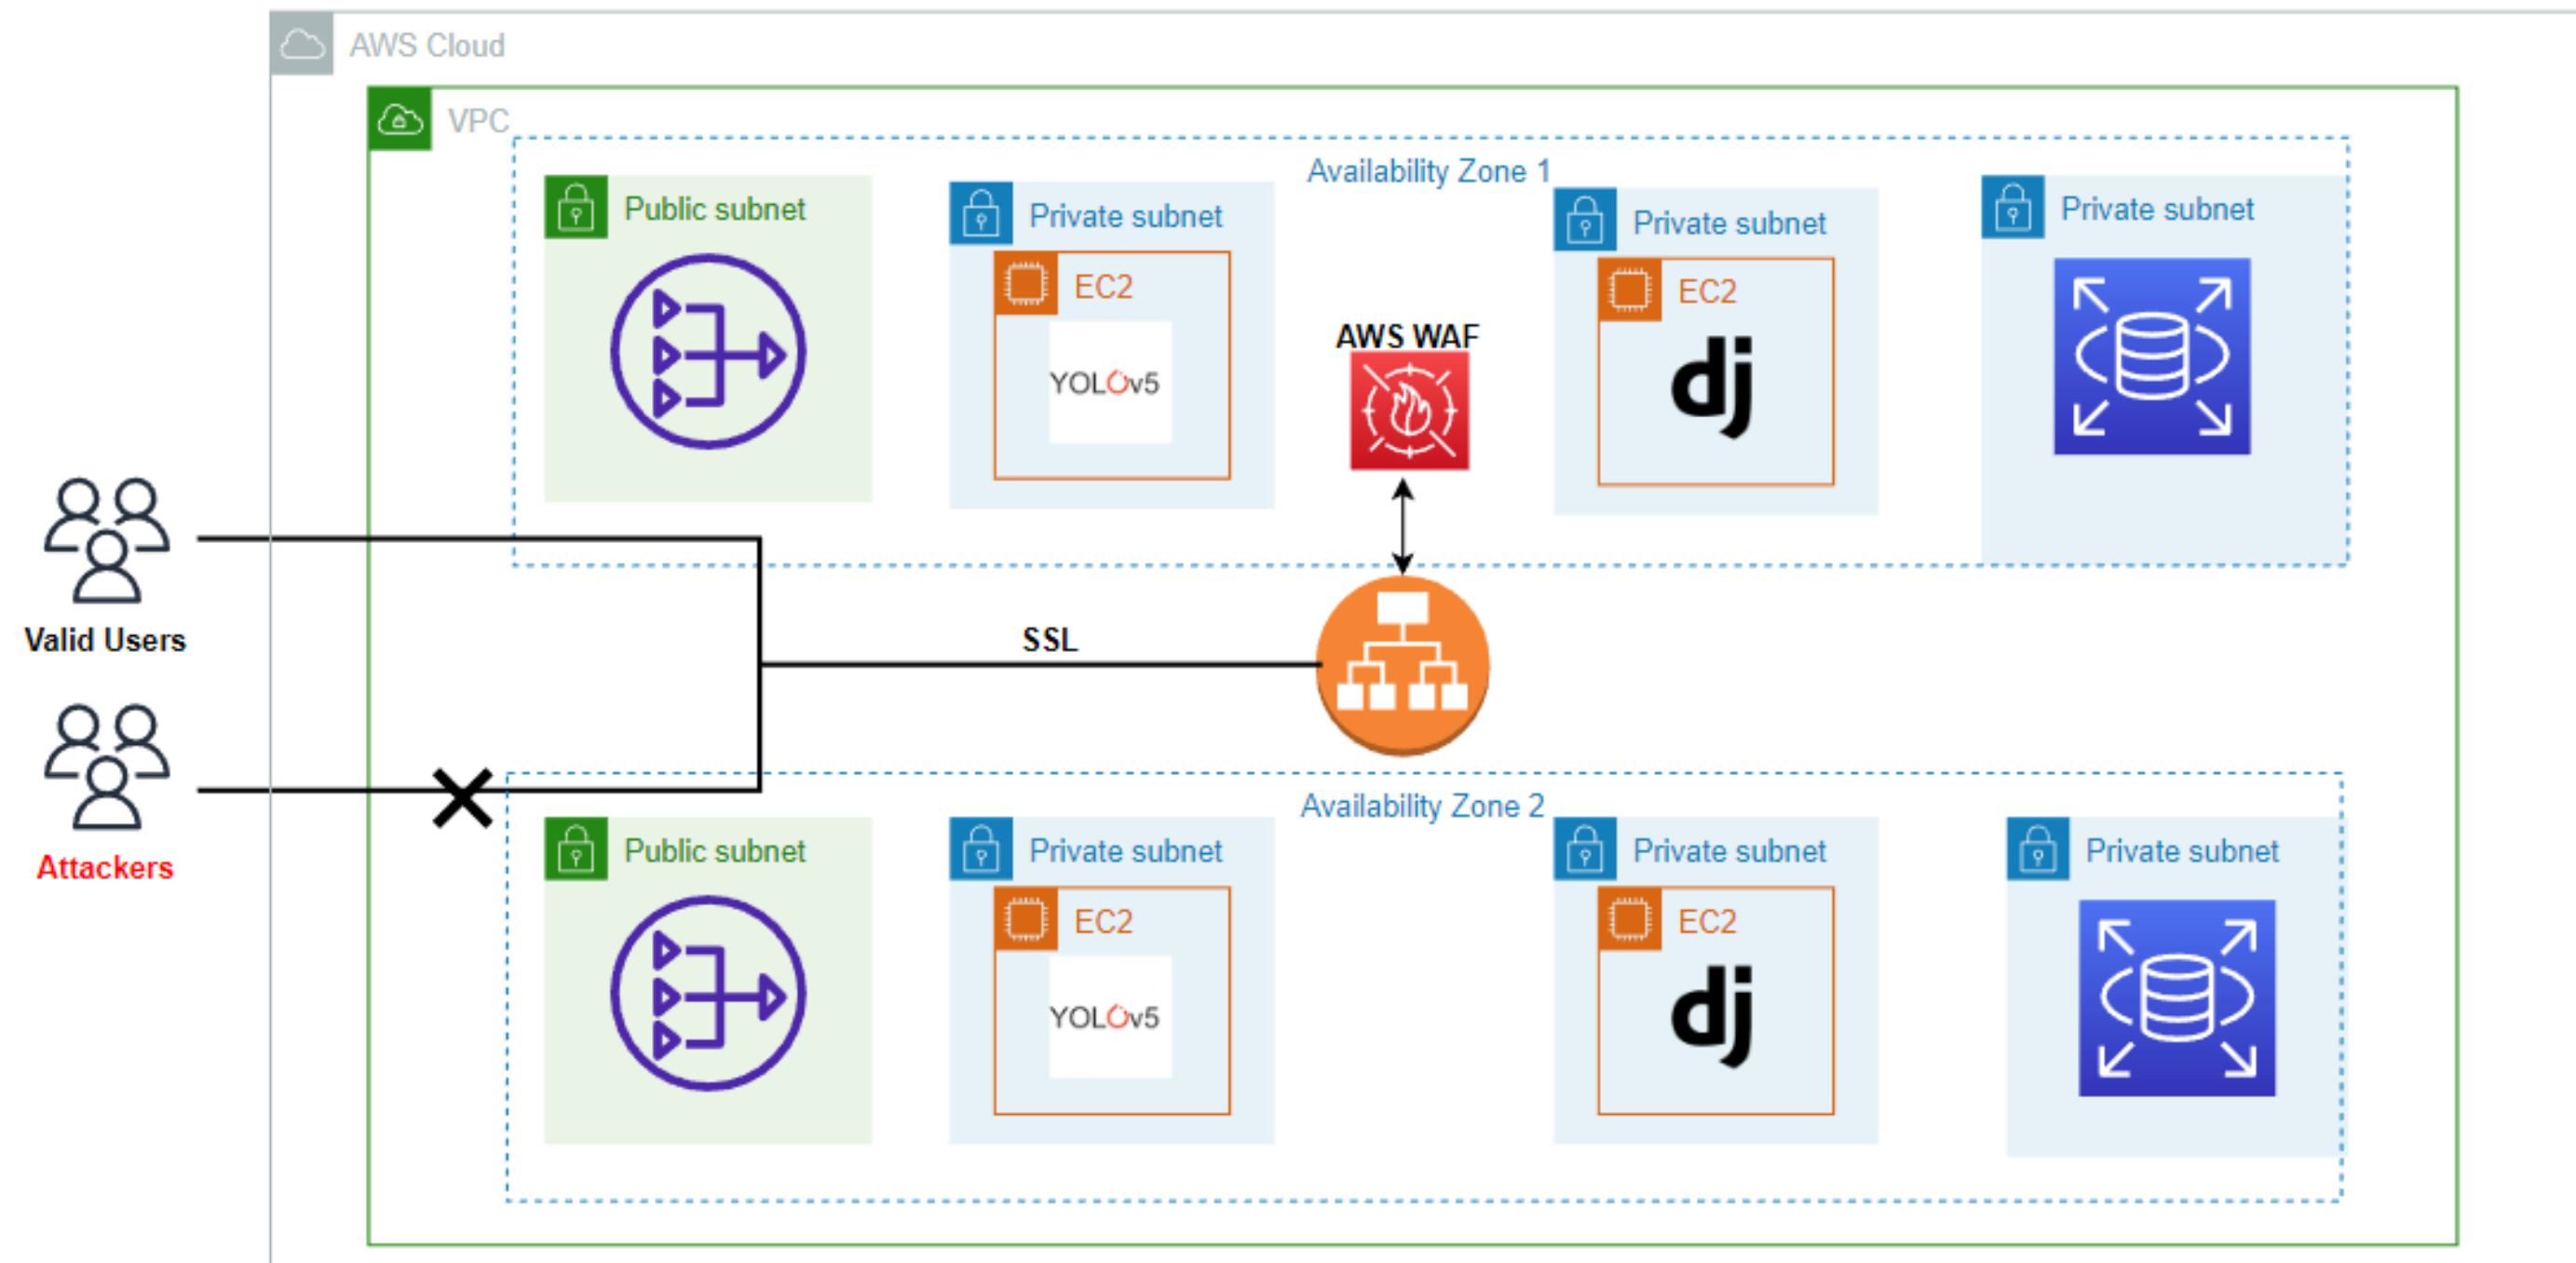 AWS Cloud
VPC
Availability Zone 1
Public subnet
Private subnet
EC2
YOLOv5
AWS WAF
Private subnet
EC2
dj
Private subnet
Valid Users
SSL
Attackers
Availability Zone 2
Public subnet
Private subnet
EC2
YOLOv5
Private subnet
EC2
dj
Private subnet